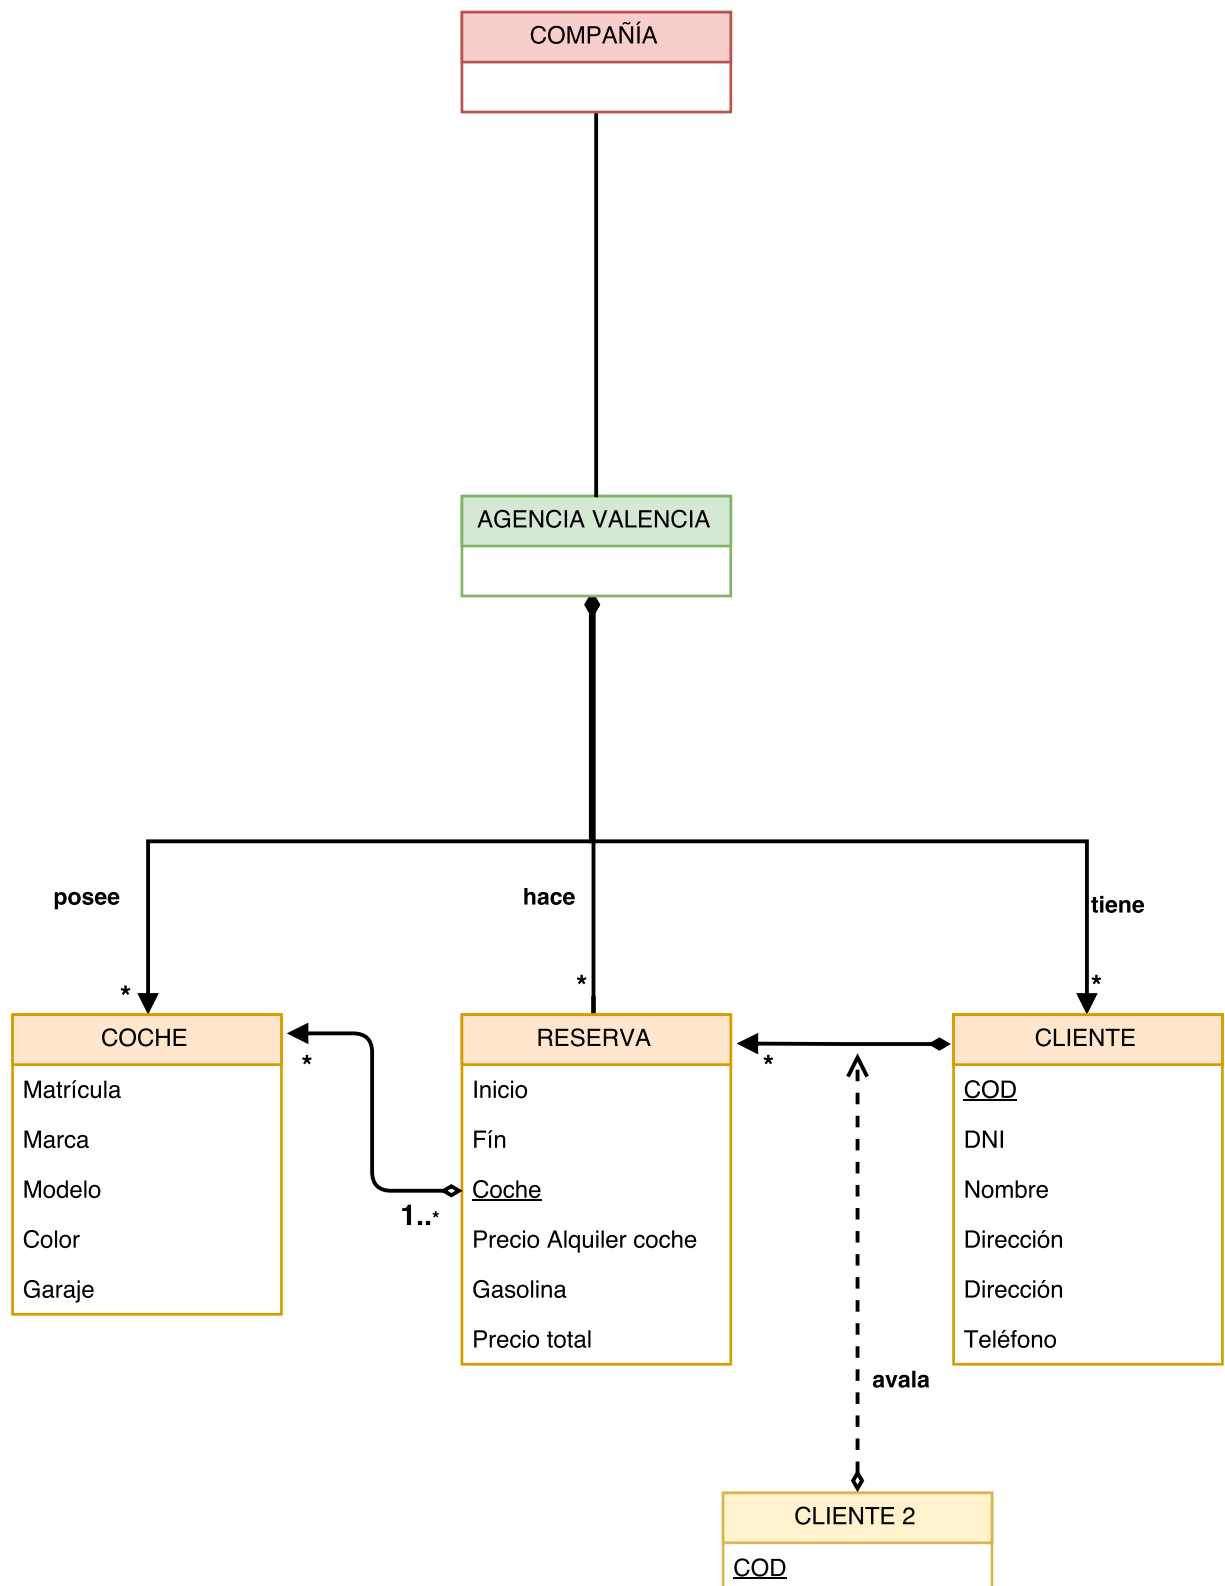 COMPAÑÍA
AGENCIA VALENCIA
posee
hace
tiene
*
*
*
COCHE
Matrícula
Marca
Modelo
Color
Garaje
*
1..*
RESERVA
Inicio
Fín
Coche
Precio Alquiler coche
Gasolina
Precio total
*
CLIENTE
COD
DNI
Nombre
Dirección
Dirección
Teléfono
avala
CLIENTE 2
COD